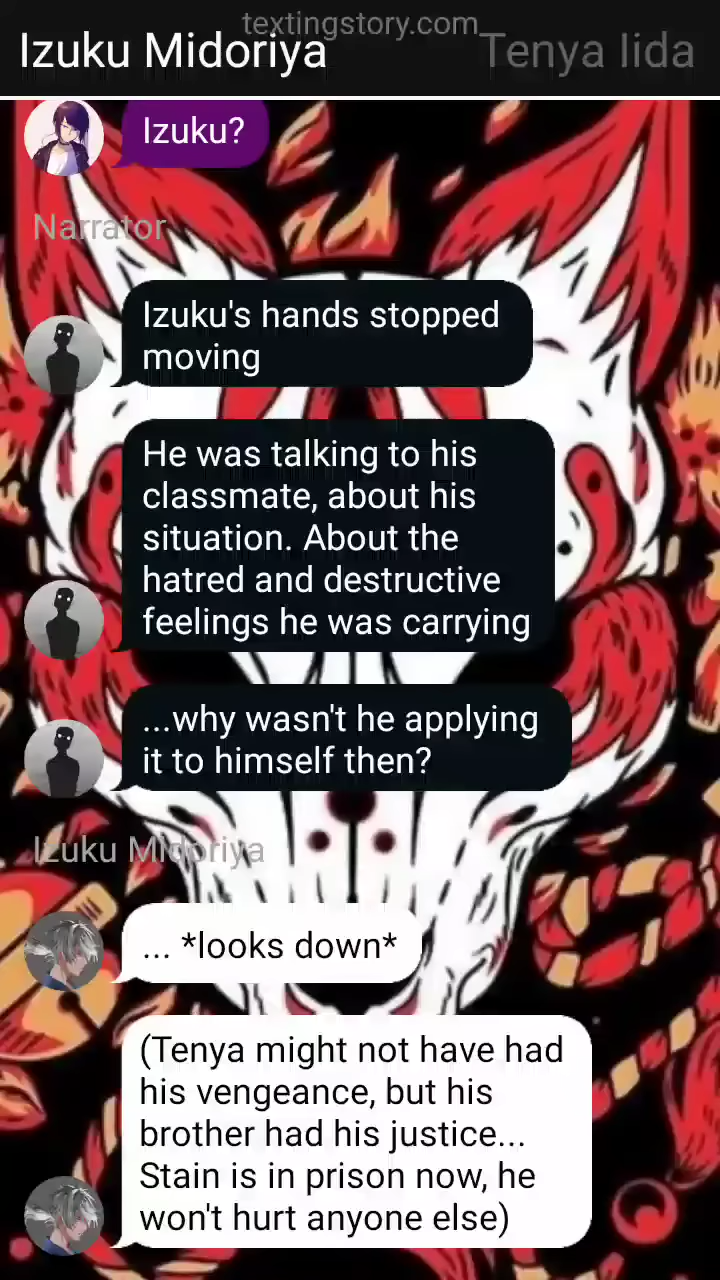 textingstory.com
Izuku Midoriya
Tenya Iida
Izuku?
Narrator
Izuku's hands stopped
moving
He was talking to his
classmate, about his
situation. About the
hatred and destructive
feelings he was carrying
...why wasn't he applying
it to himself then?
Izuku Midoriya
... *looks down*
(Tenya might not have had
his vengeance, but his
brother had his justice...
Stain is in prison now, he
won't hurt anyone else)